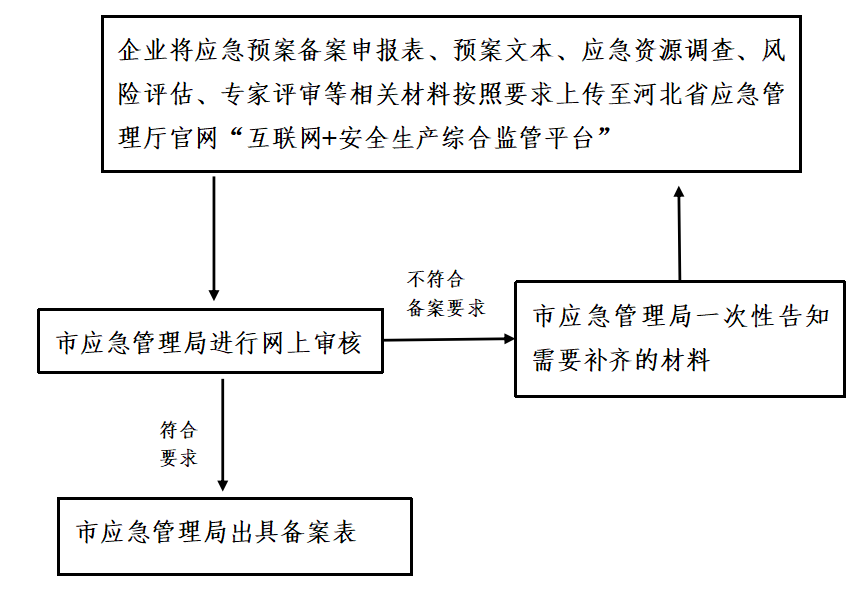 企业将应急预案备案申报表、预案文本、应急资源调查、风
险评估、专家评审等相关材料按照要求上传至河北省应急管
理厅官网“互联网+安全生产综合监管平台”
不符合
备案要求
市应急管理局进行网上审核
市应急管理局一次性告知
需要补齐的材料
符合
要求
市应急管理局出具备案表